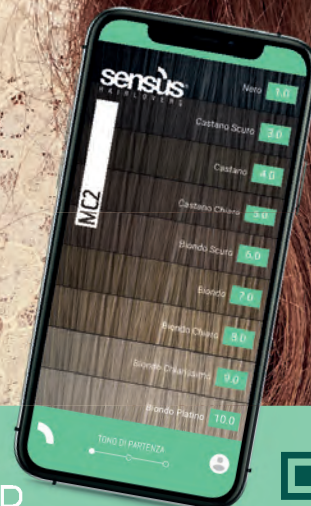 sensùs
HAIRLOVERS
MC2
Nero 1.0
Castano Scuro 3.0
Castano 4.0
Castano Chiaro 5.0
Biondo Scuro 6.0
Biondo 7.0
Biondo Chiaro 8.0
Biondo Chiarissimo 9.0
Biondo Platino 10.0
TONO DI PARTENZA